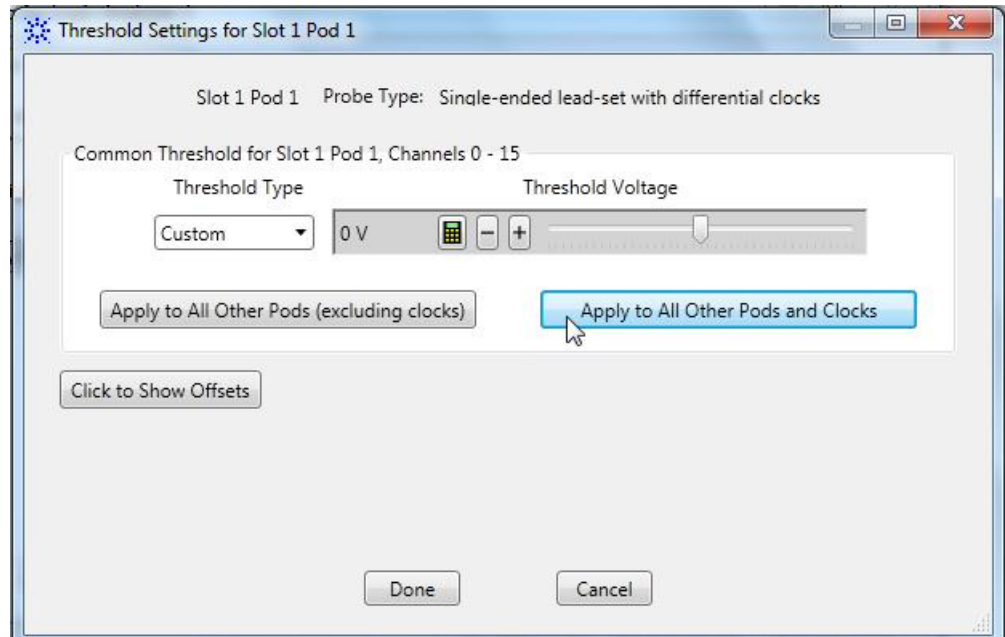 Threshold Settings for Slot 1 Pod 1
Slot 1 Pod 1 Probe Type: Single-ended lead-set with differential clocks
Common Threshold for Slot 1 Pod 1, Channels 0 - 15
Threshold Type Threshold Voltage
Custom 0 V - +
Apply to All Other Pods (excluding clocks) Apply to All Other Pods and Clocks
Click to Show Offsets
Done Cancel